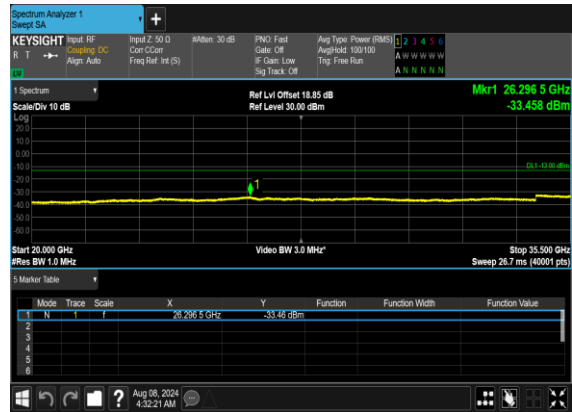 Spectrum Analyzer 1
Swept SA
KEYSIGHT
R T
Input: RF
Coupling: DC
Align: Auto
Input Z: 50 Ω
Corr CCorr
Freq Ref: Int (S)
#Atten: 30 dB
PNO: Fast
Gate: Off
IF Gain: Low
Sig Track: Off
Avg Type: Power (RMS)
Avg|Hold: 100/100
Trig: Free Run
1 2 3 4 5 6
A W W W W W
A N N N N N
1 Spectrum
Scale/Div 10 dB
Ref Lvl Offset 18.85 dB
Ref Level 30.00 dBm
Mkr1 26.296 5 GHz
-33.458 dBm
Log
20.0
10.0
0.00
-10.0
DL1 -13.00 dBm
-20.0
-30.0
1
-40.0
-50.0
-60.0
Start 20.000 GHz
#Res BW 1.0 MHz
Video BW 3.0 MHz*
Stop 35.500 GHz
Sweep 26.7 ms (40001 pts)
5 Marker Table
Mode Trace Scale X Y Function Function Width Function Value
1 N 1 f 26.296 5 GHz -33.46 dBm
2
3
4
5
6
?
Aug 08, 2024
4:32:21 AM